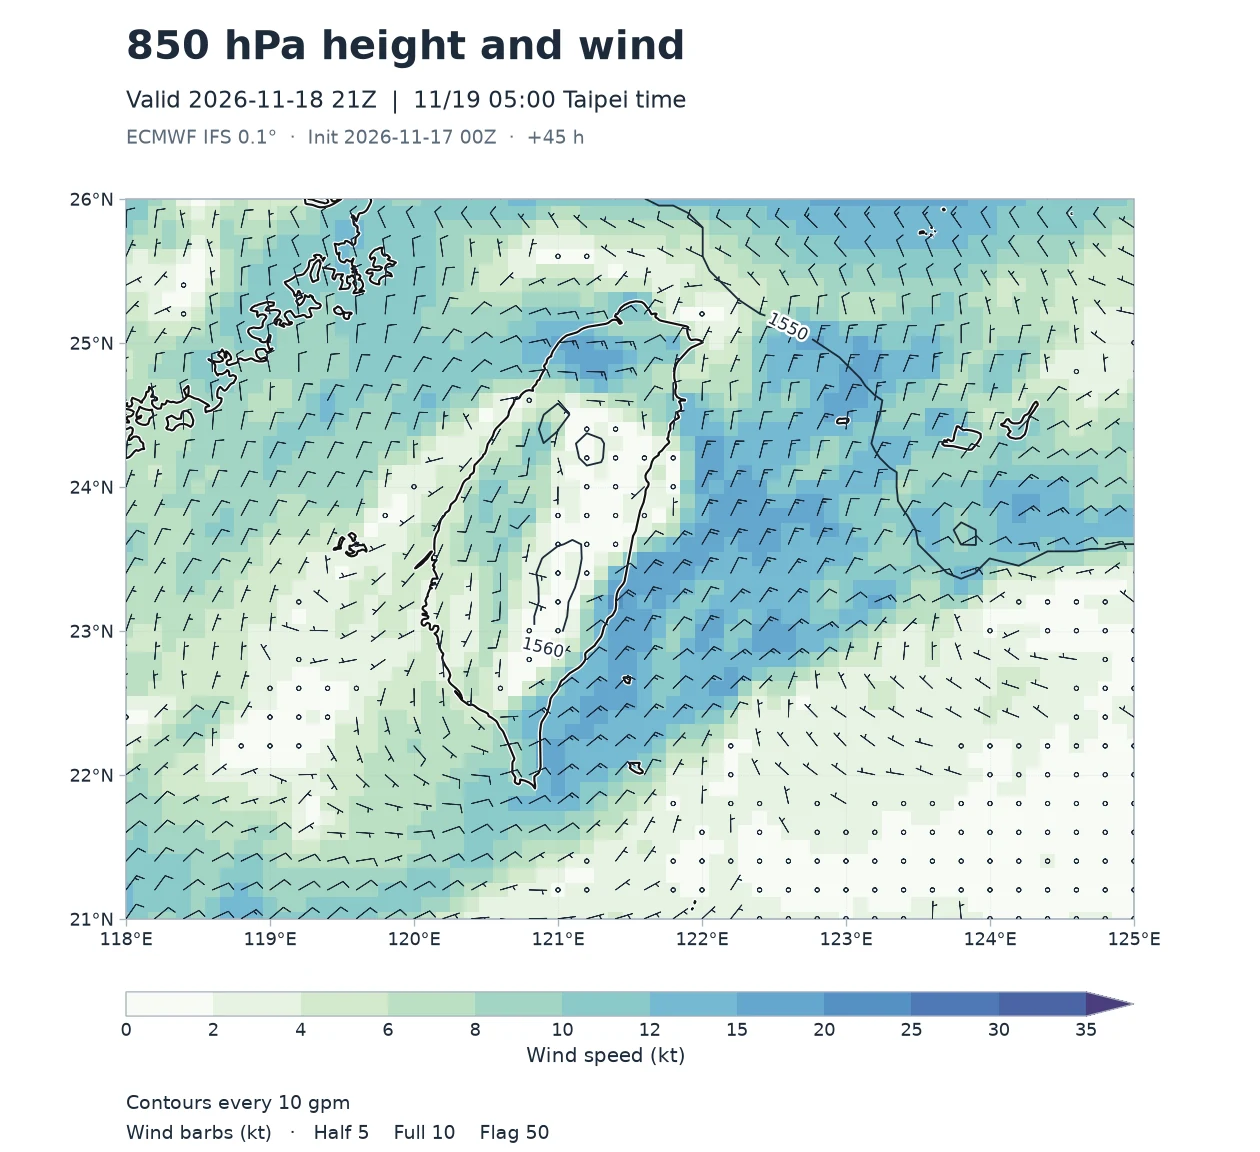 850 hPa height and wind
Valid 2026-11-18 21Z | 11/19 05:00 Taipei time
ECMWF IFS 0.1° · Init 2026-11-17 00Z · +45 h
26°N
25°N
24°N
23°N
22°N
21°N
1550
1560
118°E 119°E 120°E 121°E 122°E 123°E 124°E 125°E
0 2 4 6 8 10 12 15 20 25 30 35
Wind speed (kt)
Contours every 10 gpm
Wind barbs (kt) · Half 5 Full 10 Flag 50